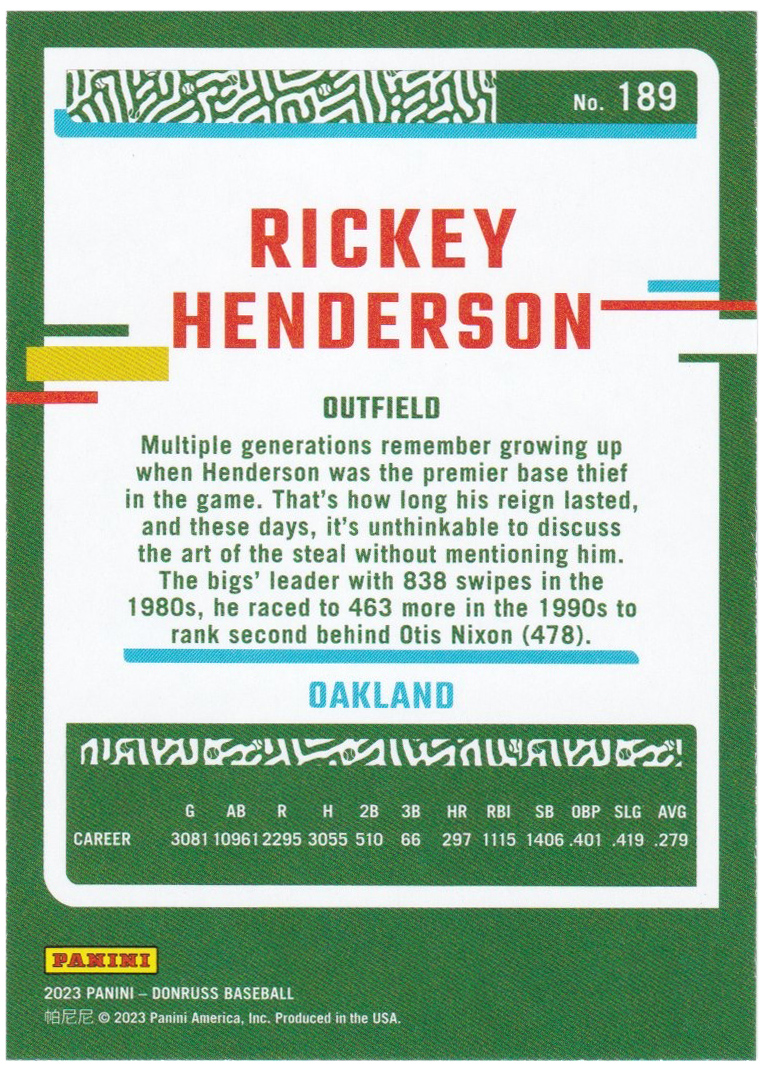 No. 189
RICKEY
HENDERSON
OUTFIELD
Multiple generations remember growing up
when Henderson was the premier base thief
in the game. That's how long his reign lasted,
and these days, it's unthinkable to discuss
the art of the steal without mentioning him.
The bigs' leader with 838 swipes in the
1980s, he raced to 463 more in the 1990s to
rank second behind Otis Nixon (478).
OAKLAND
G AB R H 2B 3B HR RBI SB OBP SLG AVG
CAREER 3081 10961 2295 3055 510 66 297 1115 1406 .401 .419 .279
PANINI
2023 PANINI – DONRUSS BASEBALL
帕尼尼 © 2023 Panini America, Inc. Produced in the USA.